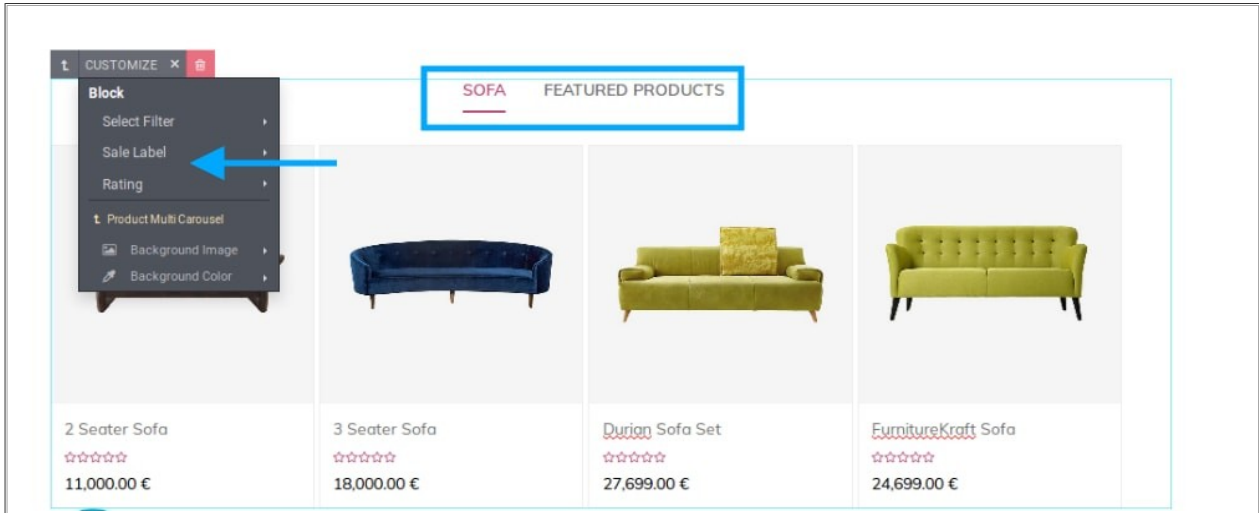 CUSTOMIZE ×
Block
Select Filter
Sale Label
Rating
Product Multi Carousel
Background Image
Background Color
SOFA FEATURED PRODUCTS
2 Seater Sofa
11,000.00 €
3 Seater Sofa
18,000.00 €
Durian Sofa Set
27,699.00 €
FurnitureKraft Sofa
24,699.00 €